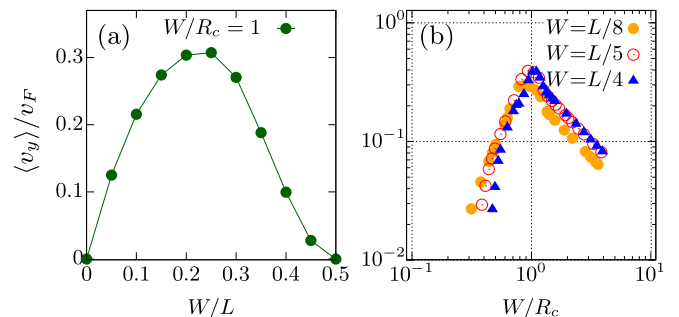 (a) W/R_c = 1
⟨v_y⟩/v_F
0.3
0.2
0.1
0
0 0.1 0.2 0.3 0.4 0.5
W/L
(b) W=L/8
W=L/5
W=L/4
10^0
10^−1
10^−2
10^−1 10^0 10^1
W/R_c